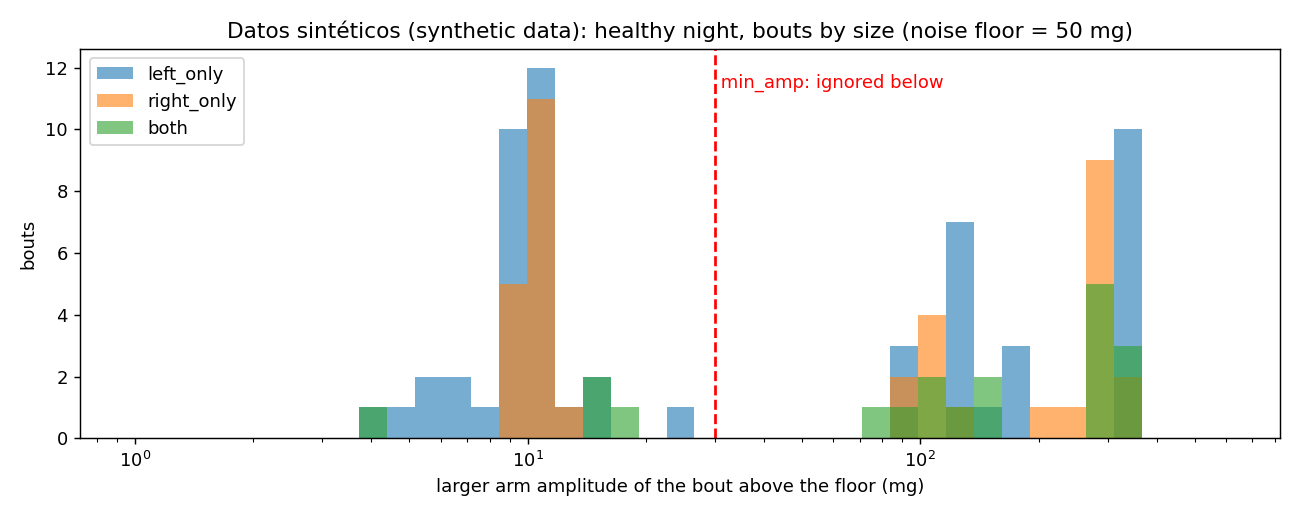 Datos sintéticos (synthetic data): healthy night, bouts by size (noise floor = 50 mg)
left_only
right_only
both
min_amp: ignored below
12
10
8
6
4
2
0
bouts
10⁰
10¹
10²
larger arm amplitude of the bout above the floor (mg)